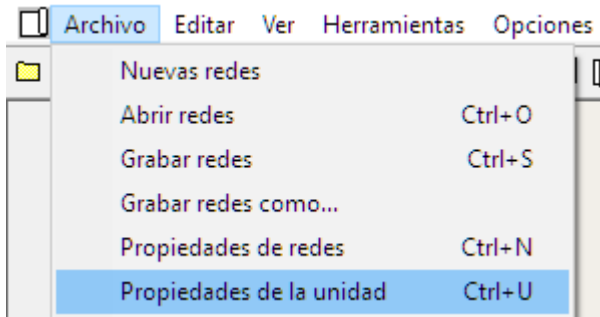 Archivo Editar Ver Herramientas Opciones
Nuevas redes
Abrir redes Ctrl+O
Grabar redes Ctrl+S
Grabar redes como...
Propiedades de redes Ctrl+N
Propiedades de la unidad Ctrl+U